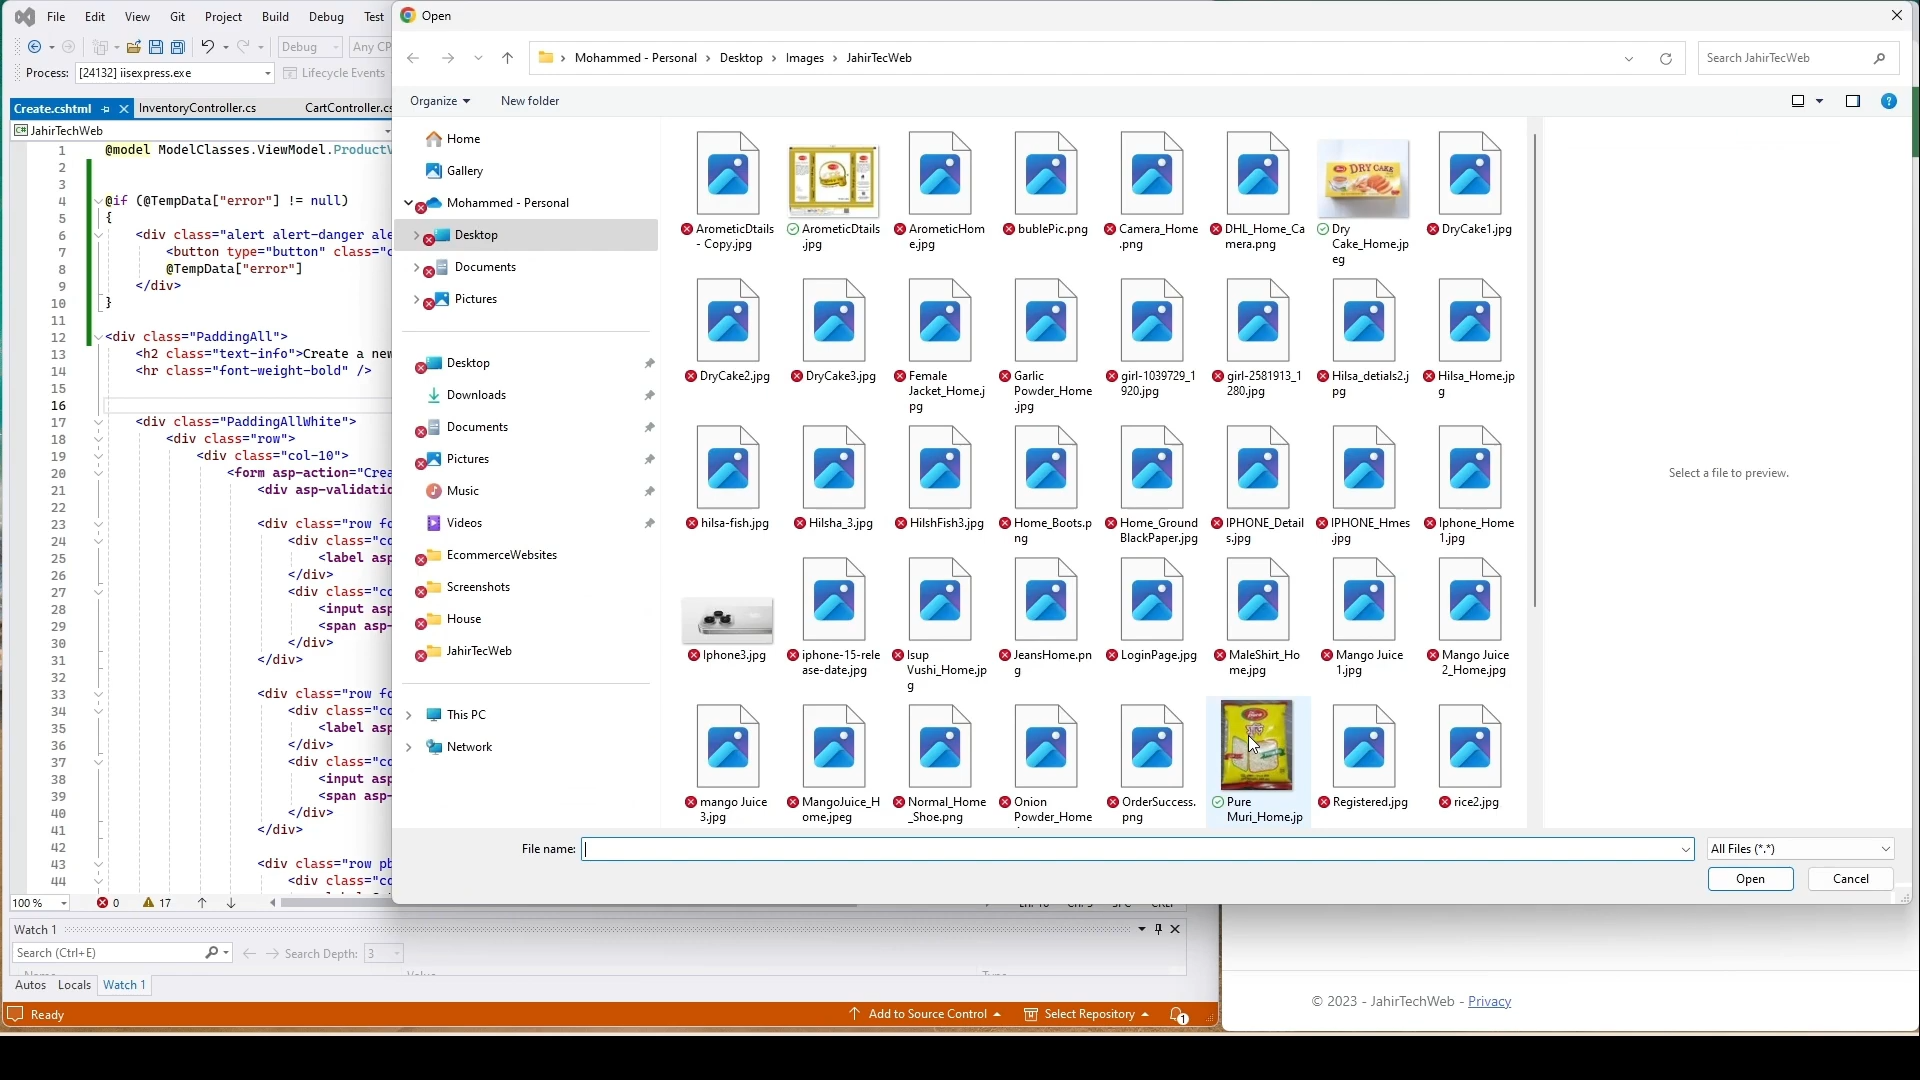 File Edit View Git Project Build Debug Test
Debug Any CP
Process: [24132] iisexpress.exe Lifecycle Events
Create.cshtml InventoryController.cs CartController.cs
JahirTechWeb
1 @model ModelClasses.ViewModel.ProductV
2
3
4 @if (@TempData["error"] != null)
5 {
6 <div class="alert alert-danger ale
7 <button type="button" class="c
8 @TempData["error"]
9 </div>
10 }
11
12 <div class="PaddingAll">
13 <h2 class="text-info">Create a new
14 <hr class="font-weight-bold" />
15
16
17 <div class="PaddingAllWhite">
18 <div class="row">
19 <div class="col-10">
20 <form asp-action="Crea
21 <div asp-validatio
22
23 <div class="row fo
24 <div class="co
25 <label asp
26 </div>
27 <div class="co
28 <input asp
29 <span asp-
30 </div>
31 </div>
32
33 <div class="row fo
34 <div class="co
35 <label asp
36 </div>
37 <div class="co
38 <input asp
39 <span asp-
40 </div>
41 </div>
42
43 <div class="row pb
44 <div class="co
100 % 0 17
Watch 1
Search (Ctrl+E) Search Depth: 3
Autos Locals Watch 1
Ready Add to Source Control Select Repository 1
Open
Mohammed - Personal Desktop Images JahirTecWeb
Search JahirTecWeb
Organize New folder
Home
Gallery
Mohammed - Personal
Desktop
Documents
Pictures
Desktop
Downloads
Documents
Pictures
Music
Videos
EcommerceWebsites
Screenshots
House
JahirTecWeb
This PC
Network
DRY CAKE
ArometicDtails - Copy.jpg
ArometicDtails.jpg
ArometicHome.jpg
bublePic.png
Camera_Home.png
DHL_Home_Camera.png
Dry Cake_Home.jpeg
DryCake1.jpg
DryCake2.jpg
DryCake3.jpg
Female Jacket_Home.jpg
Garlic Powder_Home.jpg
girl-1039729_1920.jpg
girl-2581913_1280.jpg
Hilsa_detials2.jpg
Hilsa_Home.jpg
hilsa-fish.jpg
Hilsha_3.jpg
HilshFish3.jpg
Home_Boots.png
Home_GroundBlackPaper.jpg
IPHONE_Details.jpg
IPHONE_Hmes.jpg
Iphone_Home1.jpg
Iphone3.jpg
iphone-15-release-date.jpg
Isup Vushi_Home.jpg
JeansHome.png
LoginPage.jpg
MaleShirt_Home.jpg
Mango Juice 1.jpg
Mango Juice 2_Home.jpg
mango Juice 3.jpg
MangoJuice_Home.jpeg
Normal_Home_Shoe.png
Onion Powder_Home
OrderSuccess.png
Pure Muri_Home.jp
Registered.jpg
rice2.jpg
Select a file to preview.
File name: All Files (*.*)
Open Cancel
© 2023 - JahirTechWeb - Privacy